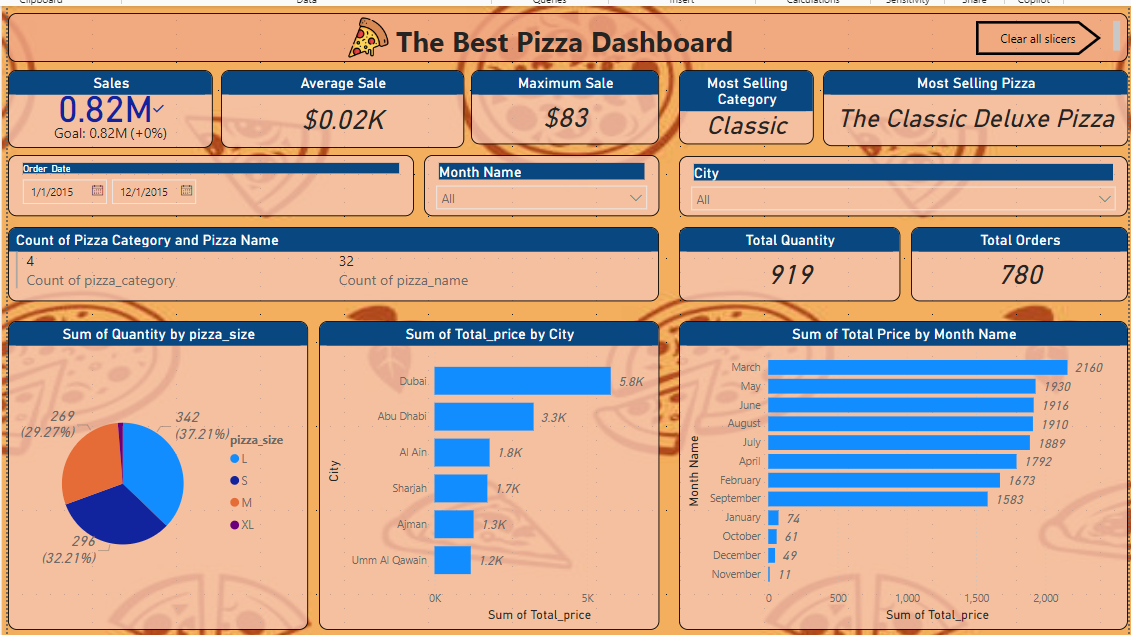 Clipboard
Data
Queries
Insert
Calculations
Sensitivity
Share
Copilot
The Best Pizza Dashboard
Clear all slicers
Sales
0.82M
Goal: 0.82M (+0%)
Average Sale
$0.02K
Maximum Sale
$83
Most Selling
Category
Classic
Most Selling Pizza
The Classic Deluxe Pizza
Order Date
1/1/2015
12/1/2015
Month Name
All
City
All
Count of Pizza Category and Pizza Name
4
Count of pizza_category
32
Count of pizza_name
Total Quantity
919
Total Orders
780
Sum of Quantity by pizza_size
269
(29.27%)
342
(37.21%)
296
(32.21%)
pizza_size
L
S
M
XL
Sum of Total_price by City
City
Dubai 5.8K
Abu Dhabi 3.3K
Al Ain 1.8K
Sharjah 1.7K
Ajman 1.3K
Umm Al Qawain 1.2K
0K 5K
Sum of Total_price
Sum of Total Price by Month Name
Month Name
March 2160
May 1930
June 1916
August 1910
July 1889
April 1792
February 1673
September 1583
January 74
October 61
December 49
November 11
0 500 1,000 1,500 2,000
Sum of Total_price